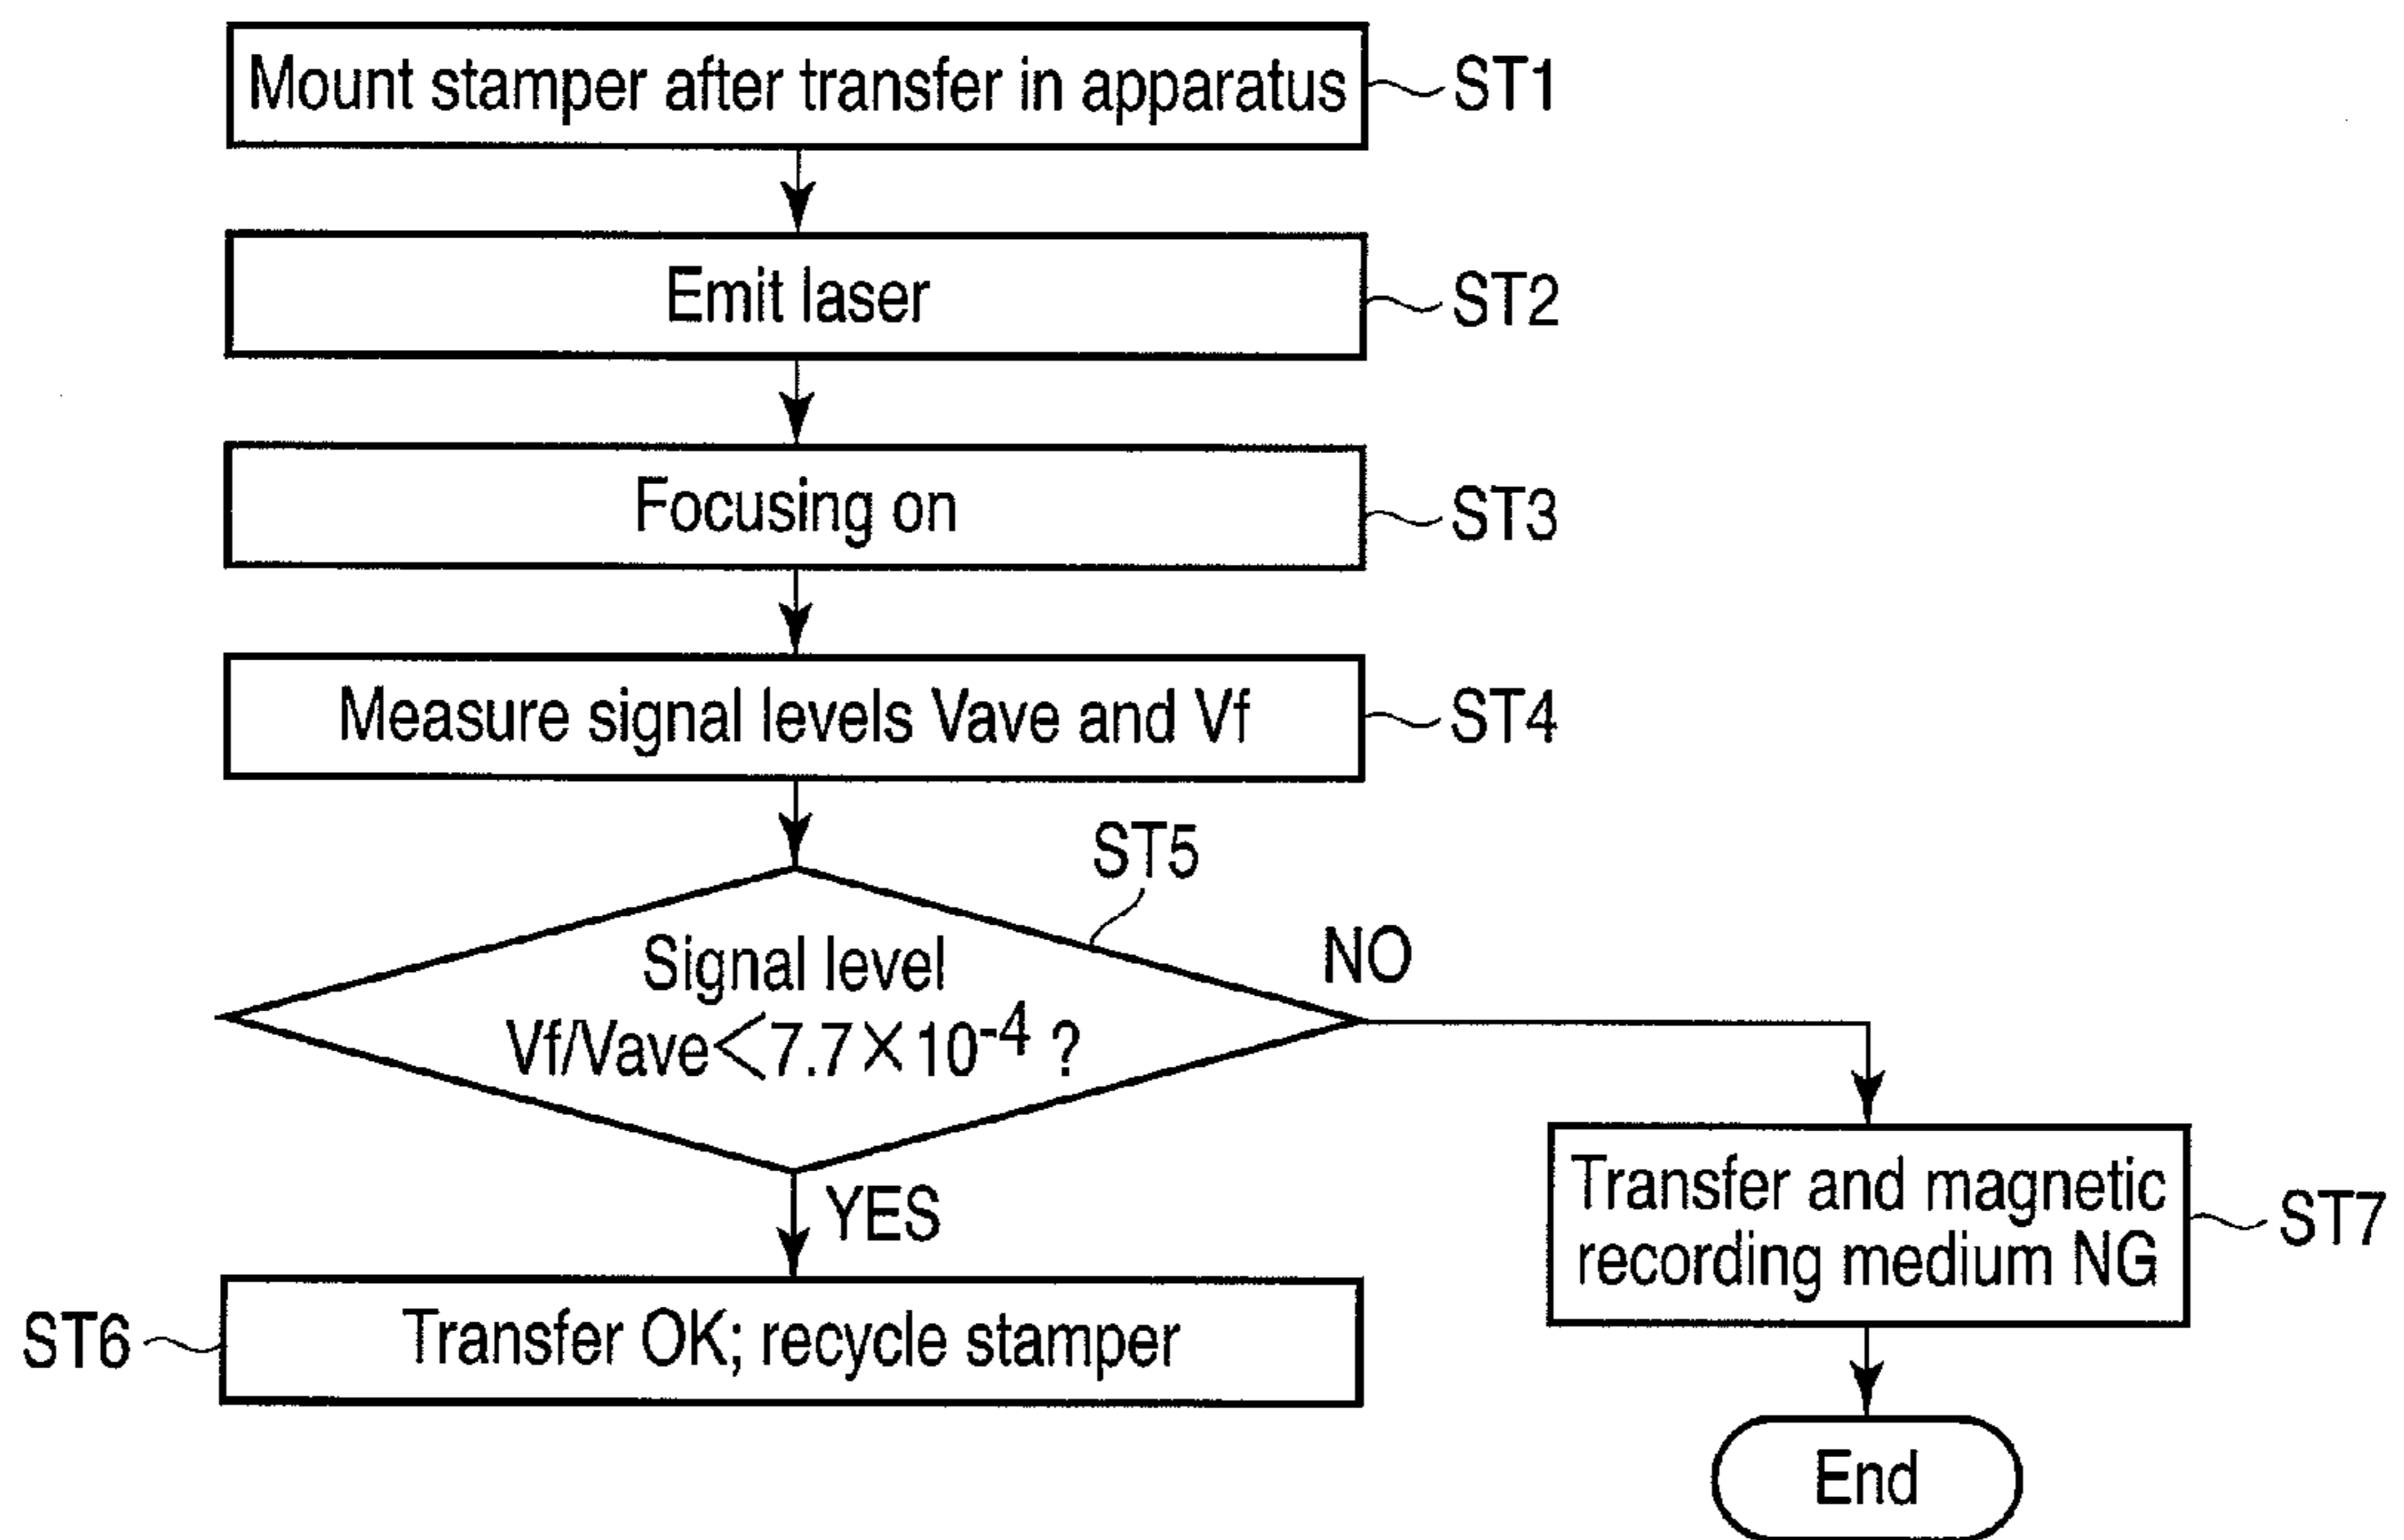 Mount stamper after transfer in apparatus
ST1
Emit laser
ST2
Focusing on
ST3
Measure signal levels Vave and Vf
ST4
ST5
Signal level
Vf/Vave<7.7×10⁻⁴ ?
NO
YES
Transfer and magnetic
recording medium NG
ST7
ST6
Transfer OK; recycle stamper
End